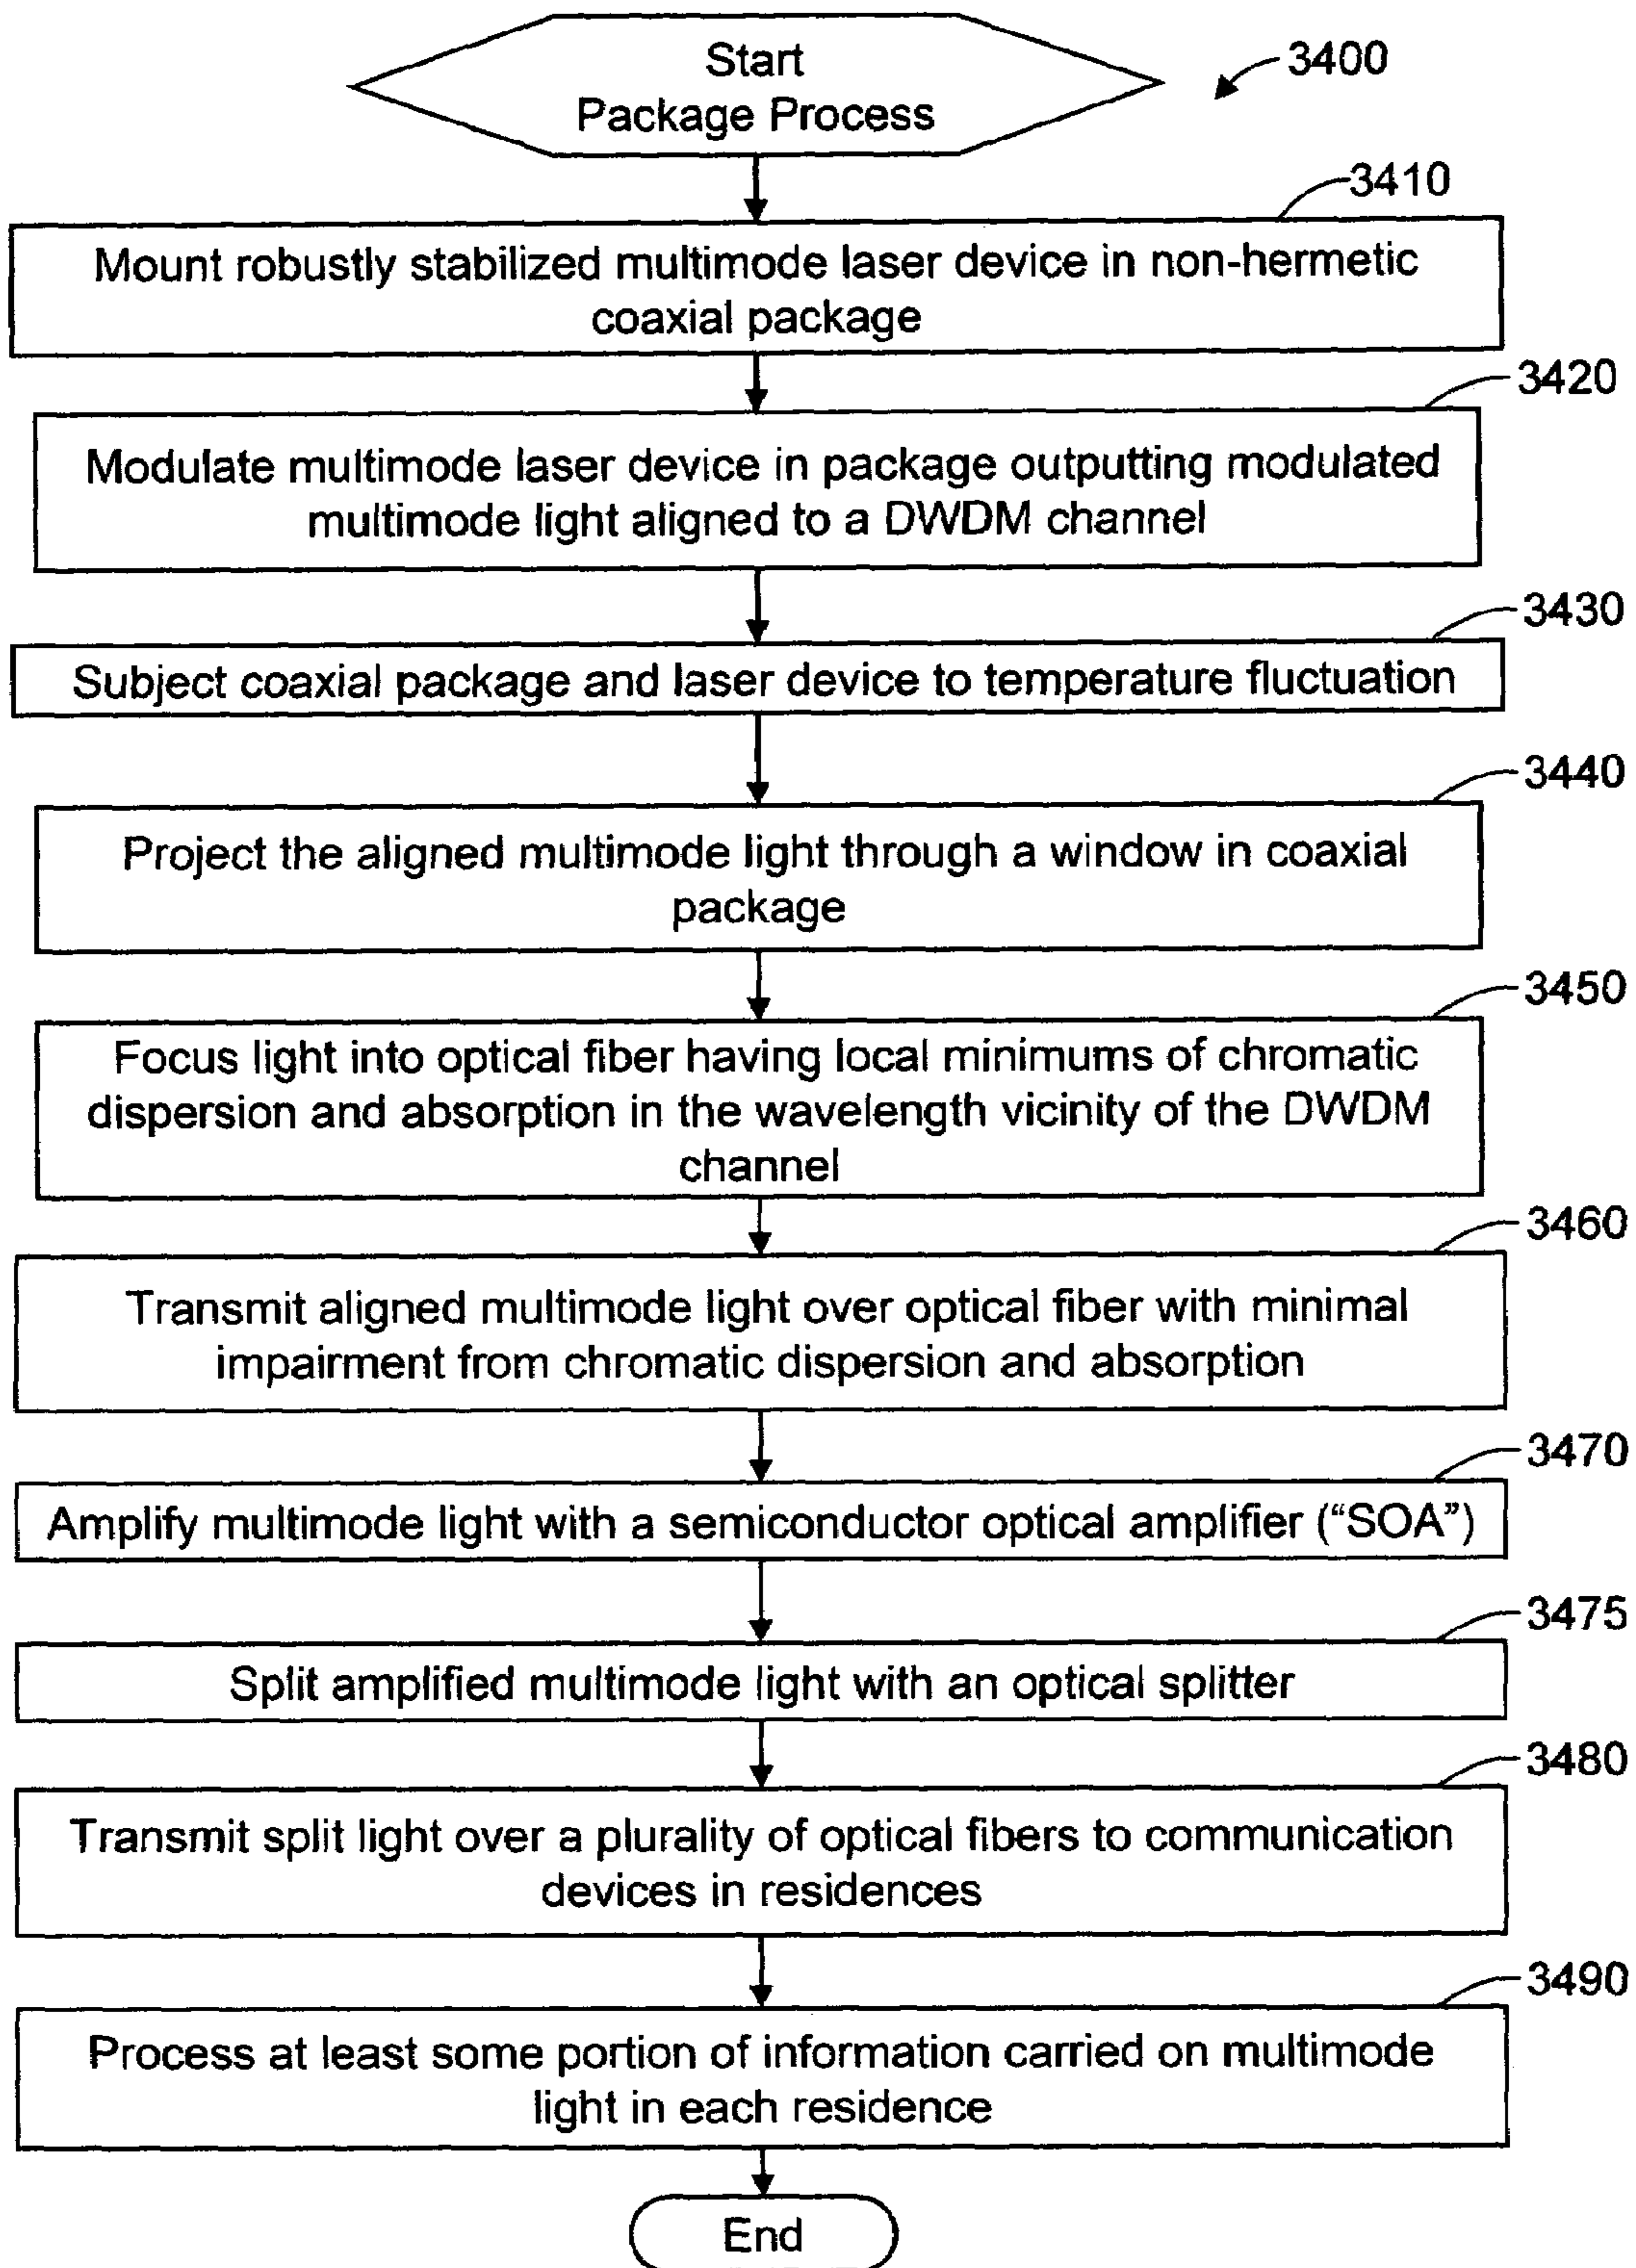 Start
Package Process
3400
3410
Mount robustly stabilized multimode laser device in non-hermetic
coaxial package
3420
Modulate multimode laser device in package outputting modulated
multimode light aligned to a DWDM channel
3430
Subject coaxial package and laser device to temperature fluctuation
3440
Project the aligned multimode light through a window in coaxial
package
3450
Focus light into optical fiber having local minimums of chromatic
dispersion and absorption in the wavelength vicinity of the DWDM
channel
3460
Transmit aligned multimode light over optical fiber with minimal
impairment from chromatic dispersion and absorption
3470
Amplify multimode light with a semiconductor optical amplifier (“SOA”)
3475
Split amplified multimode light with an optical splitter
3480
Transmit split light over a plurality of optical fibers to communication
devices in residences
3490
Process at least some portion of information carried on multimode
light in each residence
End